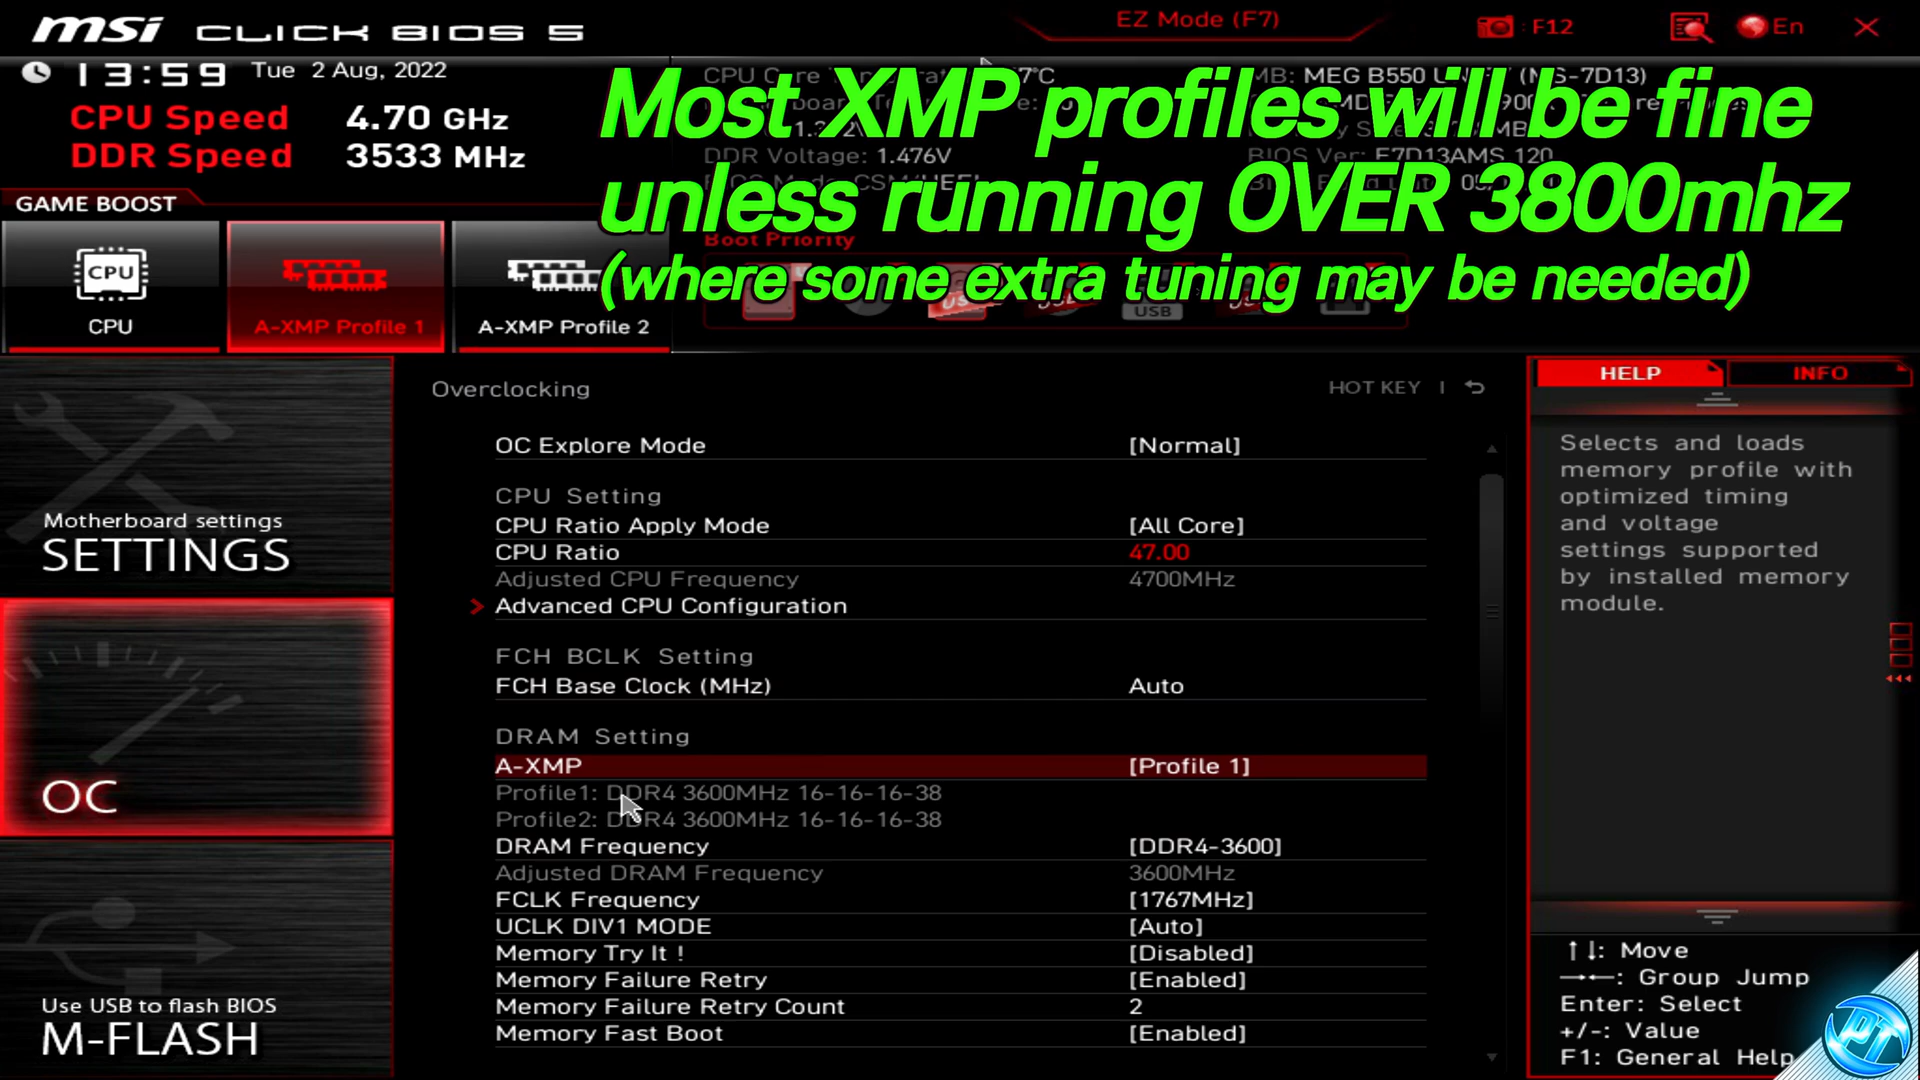 msi CLICK BIOS 5
EZ Mode (F7)
: F12
En
13:59 Tue 2 Aug, 2022
CPU Speed 4.70 GHz
DDR Speed 3533 MHz
Most XMP profiles will be fine
unless running OVER 3800mhz
(where some extra tuning may be needed)
MB: MEG B550 (MS-7D13)
DDR Voltage: 1.476V
BIOS Ver: E7D13AMS.120
Boot Priority
USB
GAME BOOST
CPU
A-XMP Profile 1
A-XMP Profile 2
Motherboard settings
SETTINGS
OC
Use USB to flash BIOS
M-FLASH
Overclocking
HOT KEY |
OC Explore Mode [Normal]
CPU Setting
CPU Ratio Apply Mode [All Core]
CPU Ratio 47.00
Adjusted CPU Frequency 4700MHz
> Advanced CPU Configuration
FCH BCLK Setting
FCH Base Clock (MHz) Auto
DRAM Setting
A-XMP [Profile 1]
Profile1: DDR4 3600MHz 16-16-16-38
Profile2: DDR4 3600MHz 16-16-16-38
DRAM Frequency [DDR4-3600]
Adjusted DRAM Frequency 3600MHz
FCLK Frequency [1767MHz]
UCLK DIV1 MODE [Auto]
Memory Try It ! [Disabled]
Memory Failure Retry [Enabled]
Memory Failure Retry Count 2
Memory Fast Boot [Enabled]
HELP
INFO
Selects and loads
memory profile with
optimized timing
and voltage
settings supported
by installed memory
module.
↑↓: Move
→←: Group Jump
Enter: Select
+/-: Value
F1: General Help
PT